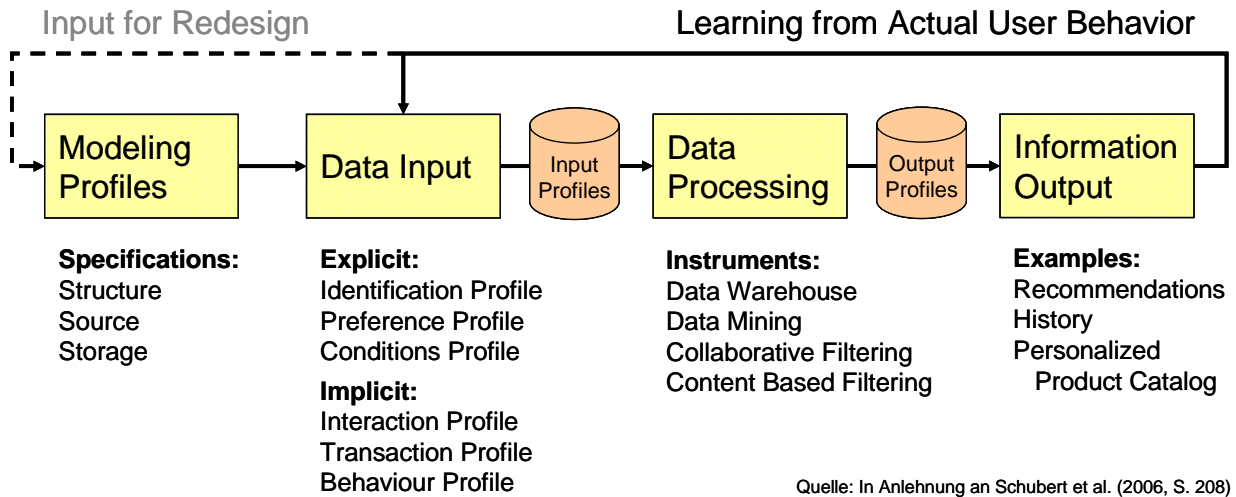 Input for Redesign
Learning from Actual User Behavior
Modeling
Profiles
Data Input
Input
Profiles
Data
Processing
Output
Profiles
Information
Output
Specifications:
Structure
Source
Storage
Explicit:
Identification Profile
Preference Profile
Conditions Profile
Implicit:
Interaction Profile
Transaction Profile
Behaviour Profile
Instruments:
Data Warehouse
Data Mining
Collaborative Filtering
Content Based Filtering
Examples:
Recommendations
History
Personalized
Product Catalog
Quelle: In Anlehnung an Schubert et al. (2006, S. 208)